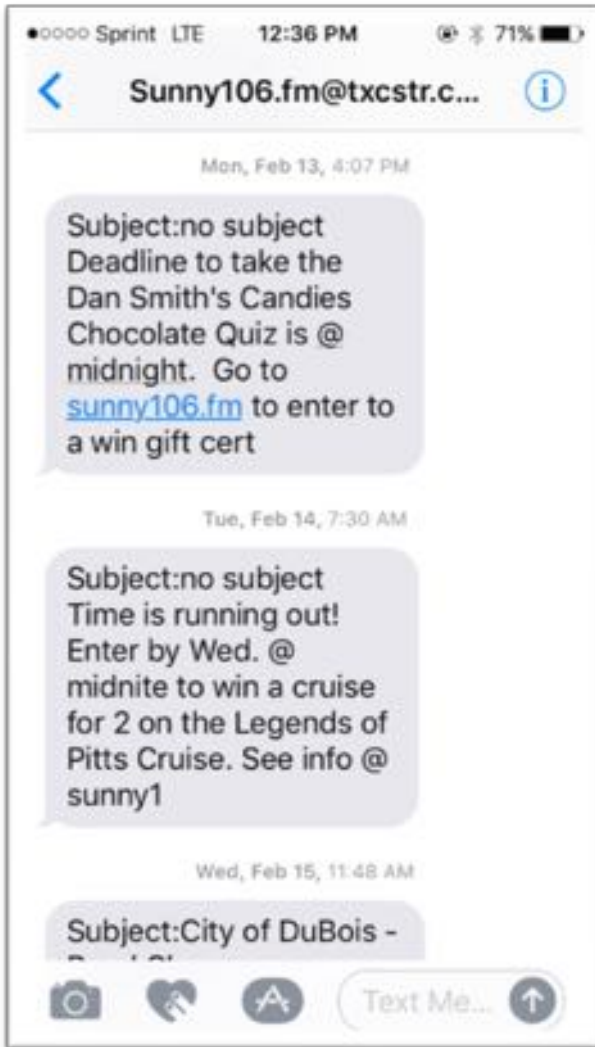 Sprint LTE 12:36 PM 71%
Sunny106.fm@txcstr.c...
Mon, Feb 13, 4:07 PM
Subject:no subject
Deadline to take the
Dan Smith's Candies
Chocolate Quiz is @
midnight.  Go to
sunny106.fm to enter to
a win gift cert
Tue, Feb 14, 7:30 AM
Subject:no subject
Time is running out!
Enter by Wed. @
midnite to win a cruise
for 2 on the Legends of
Pitts Cruise. See info @
sunny1
Wed, Feb 15, 11:48 AM
Subject:City of DuBois -
Text Me...